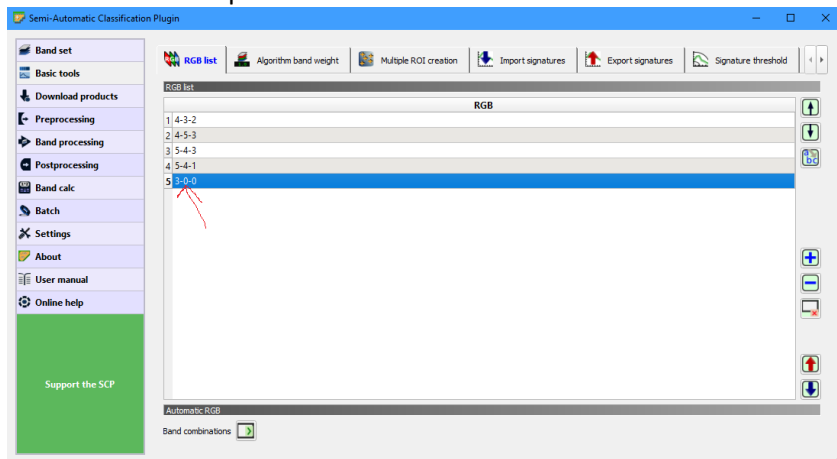 Semi-Automatic Classification Plugin
Band set
Basic tools
Download products
Preprocessing
Band processing
Postprocessing
Band calc
Batch
Settings
About
User manual
Online help
Support the SCP
RGB RGB list Algorithm band weight Multiple ROI creation Import signatures Export signatures Signature threshold
RGB list
RGB
1 4-3-2
2 4-5-3
3 5-4-3
4 5-4-1
5 3-0-0
Automatic RGB
Band combinations